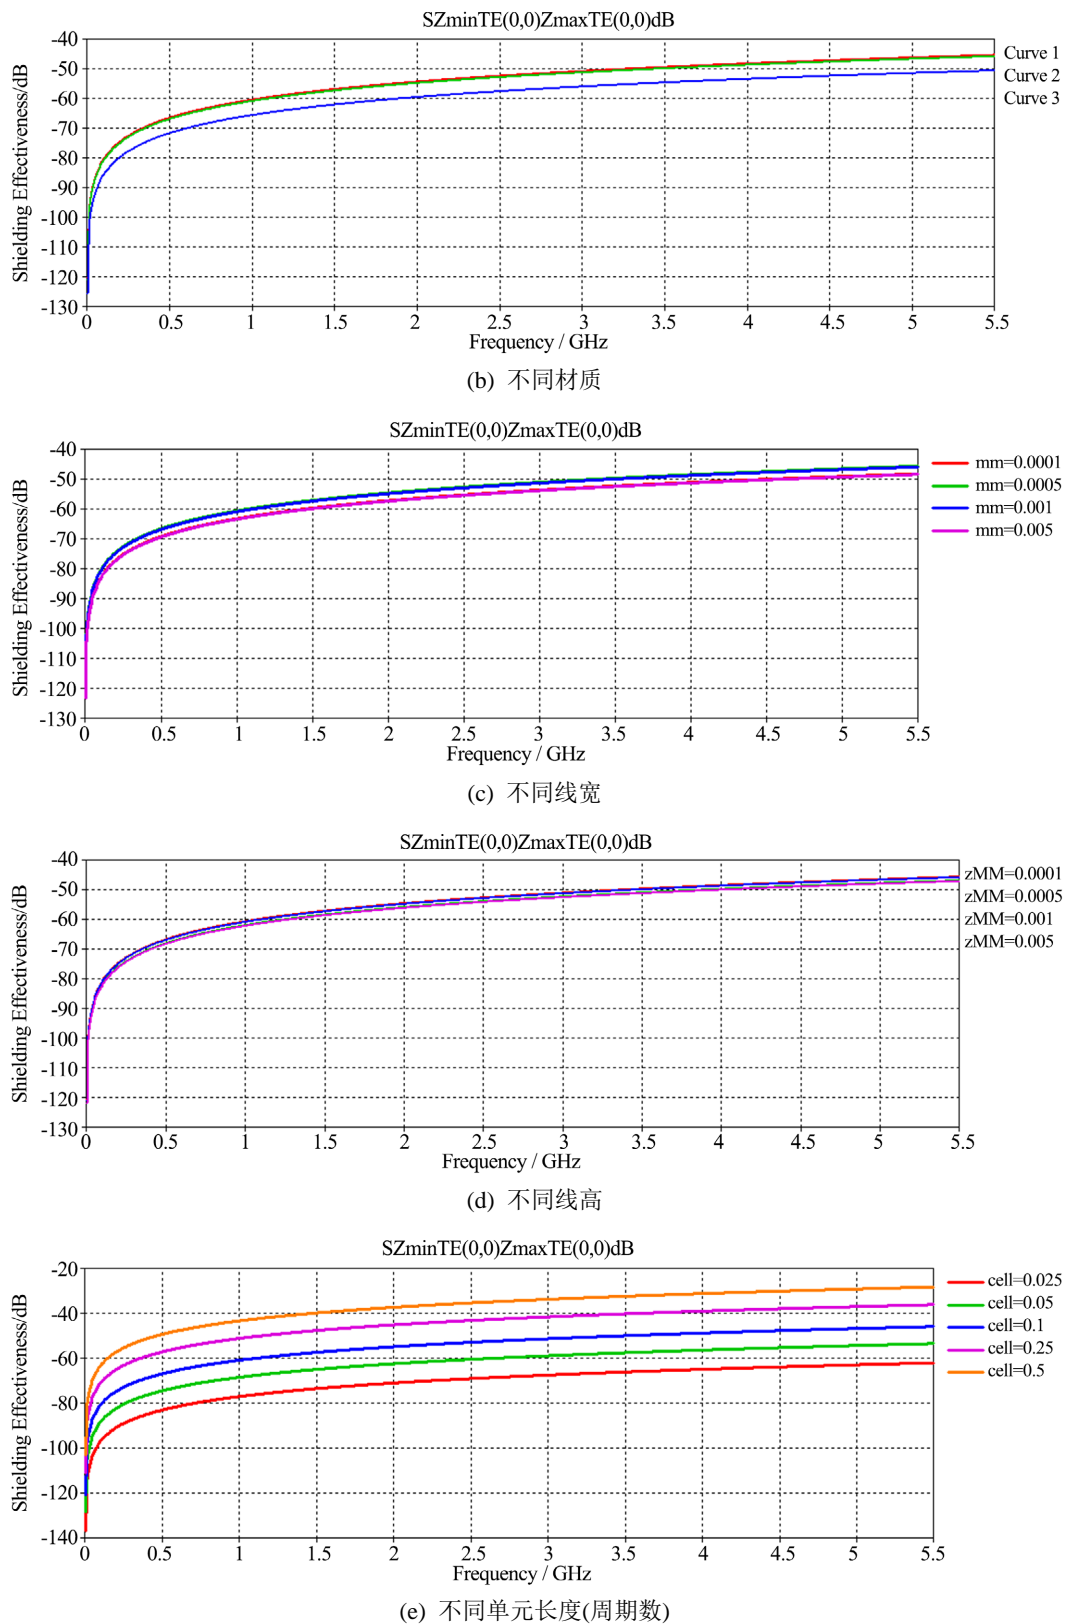 SZminTE(0,0)ZmaxTE(0,0)dB
Shielding Effectiveness/dB
-40
-50
-60
-70
-80
-90
-100
-110
-120
-130
0 0.5 1 1.5 2 2.5 3 3.5 4 4.5 5 5.5
Frequency / GHz
Curve 1
Curve 2
Curve 3
(b) 不同材质
SZminTE(0,0)ZmaxTE(0,0)dB
Shielding Effectiveness/dB
-40
-50
-60
-70
-80
-90
-100
-110
-120
-130
0 0.5 1 1.5 2 2.5 3 3.5 4 4.5 5 5.5
Frequency / GHz
mm=0.0001
mm=0.0005
mm=0.001
mm=0.005
(c) 不同线宽
SZminTE(0,0)ZmaxTE(0,0)dB
Shielding Effectiveness/dB
-40
-50
-60
-70
-80
-90
-100
-110
-120
-130
0 0.5 1 1.5 2 2.5 3 3.5 4 4.5 5 5.5
Frequency / GHz
zMM=0.0001
zMM=0.0005
zMM=0.001
zMM=0.005
(d) 不同线高
SZminTE(0,0)ZmaxTE(0,0)dB
Shielding Effectiveness/dB
-20
-40
-60
-80
-100
-120
-140
0 0.5 1 1.5 2 2.5 3 3.5 4 4.5 5 5.5
Frequency / GHz
cell=0.025
cell=0.05
cell=0.1
cell=0.25
cell=0.5
(e) 不同单元长度(周期数)